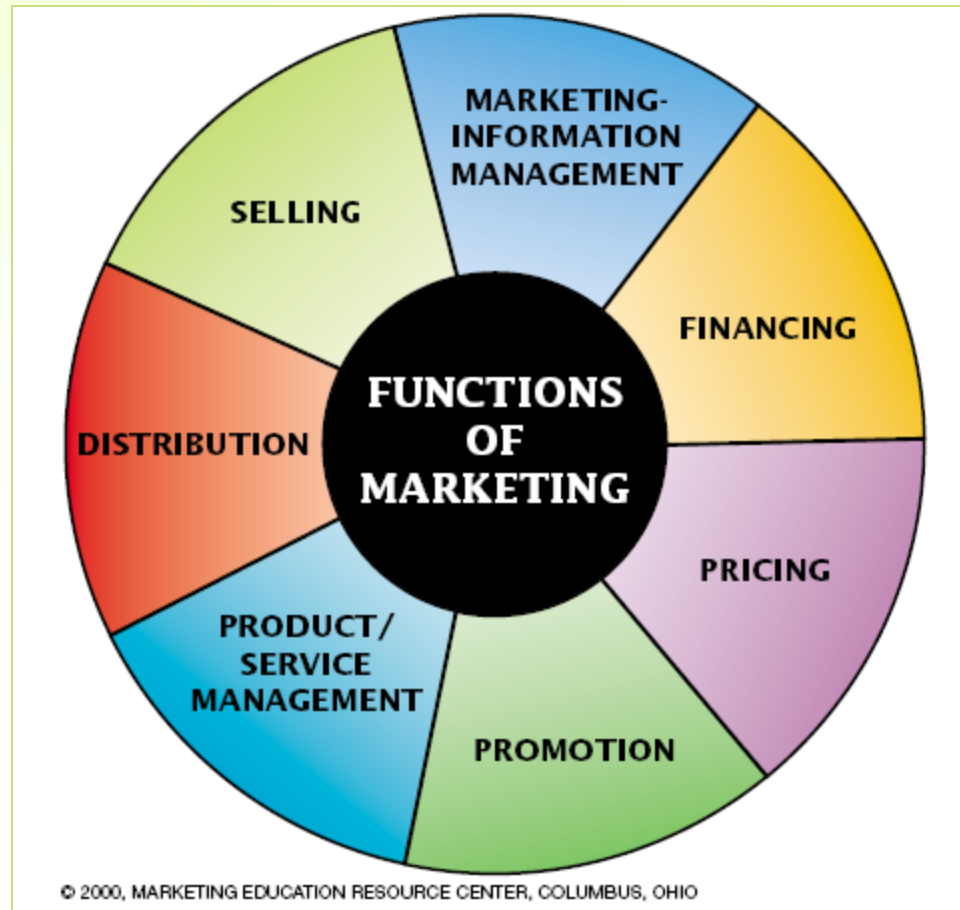 MARKETING-
INFORMATION
MANAGEMENT
SELLING
FINANCING
FUNCTIONS
OF
MARKETING
DISTRIBUTION
PRICING
PRODUCT/
SERVICE
MANAGEMENT
PROMOTION
© 2000, MARKETING EDUCATION RESOURCE CENTER, COLUMBUS, OHIO